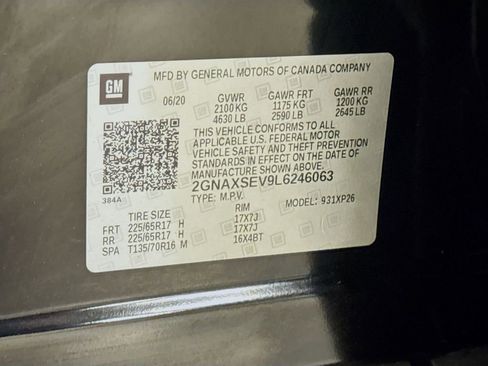 MFD BY GENERAL MOTORS OF CANADA COMPANY
GM
06/20 GVWR GAWR FRT GAWR RR
2100 KG 1175 KG 1200 KG
4630 LB 2590 LB 2645 LB
THIS VEHICLE CONFORMS TO ALL
APPLICABLE U.S. FEDERAL MOTOR
VEHICLE SAFETY AND THEFT PREVENTION
STANDARDS IN EFFECT ON THE DATE OF
MANUFACTURE SHOWN ABOVE.
2GNAXSEV9L6246063
384A TYPE: M.P.V. MODEL: 931XP26
RIM
FRT 225/65R17 H 17X7J
RR 225/65R17 H 17X7J
SPA T135/70R16 M 16X4BT